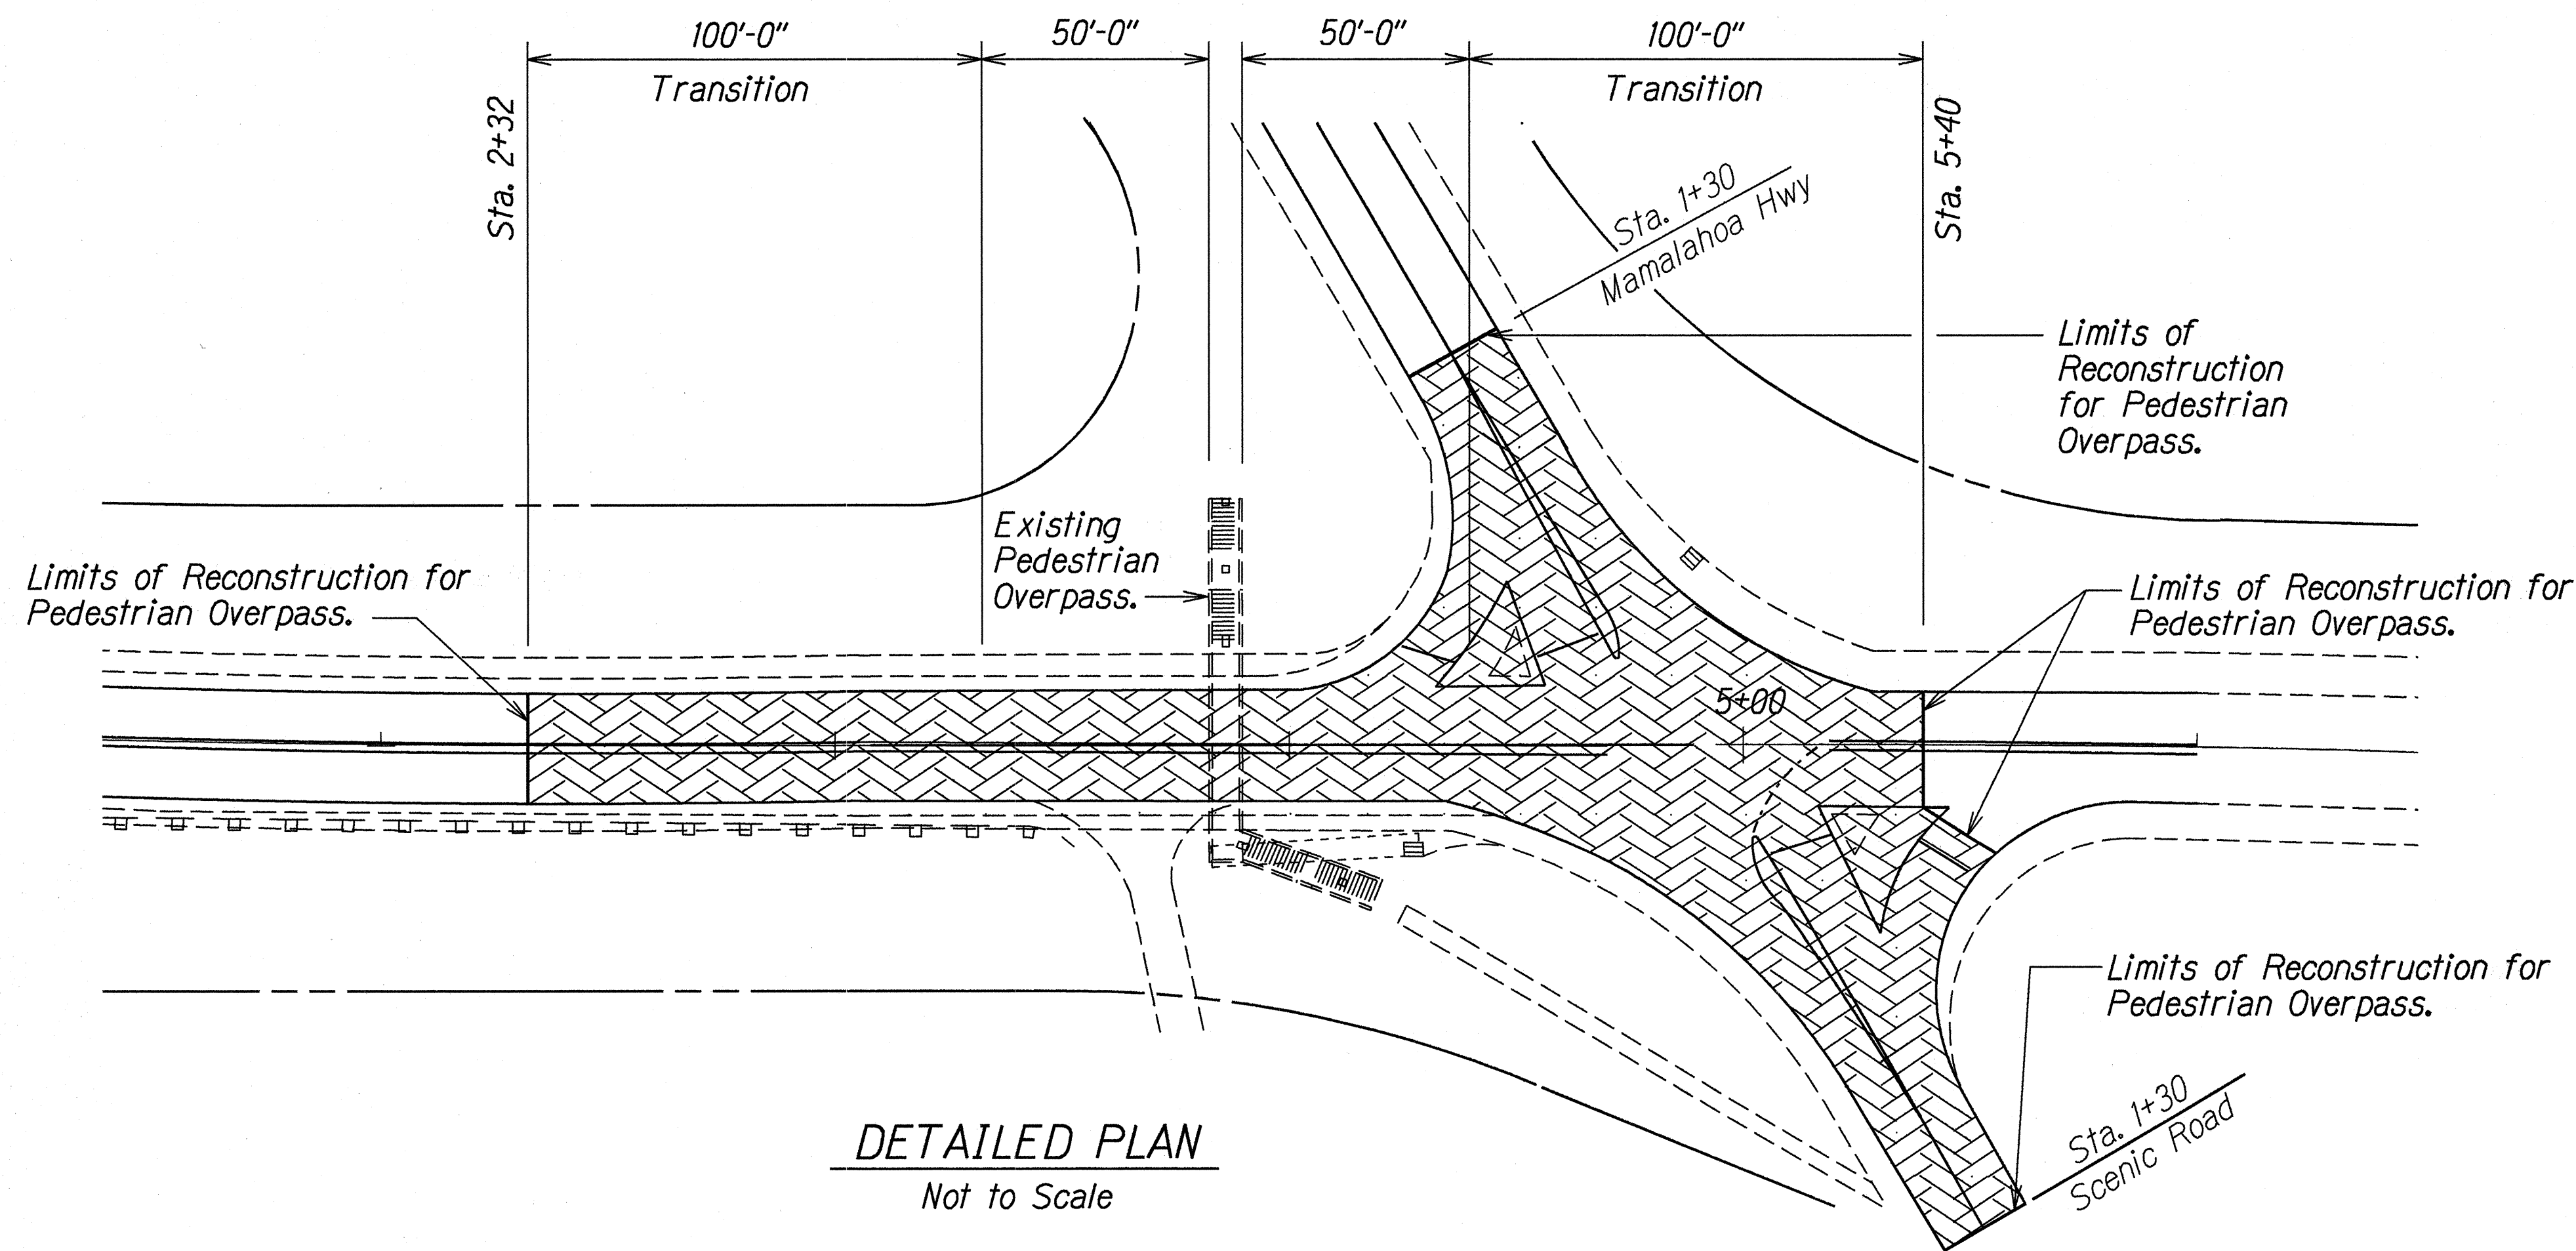 100'-0"
50'-0"
50'-0"
100'-0"
Transition
Transition
Sta. 2+32
Sta. 5+40
Sta. 1+30
Mamalahoa Hwy
Limits of
Reconstruction
for Pedestrian
Overpass.
Existing
Pedestrian
Overpass.
Limits of Reconstruction for
Pedestrian Overpass.
Limits of Reconstruction for
Pedestrian Overpass.
5+00
Limits of Reconstruction for
Pedestrian Overpass.
Sta. 1+30
Scenic Road
DETAILED PLAN
Not to Scale